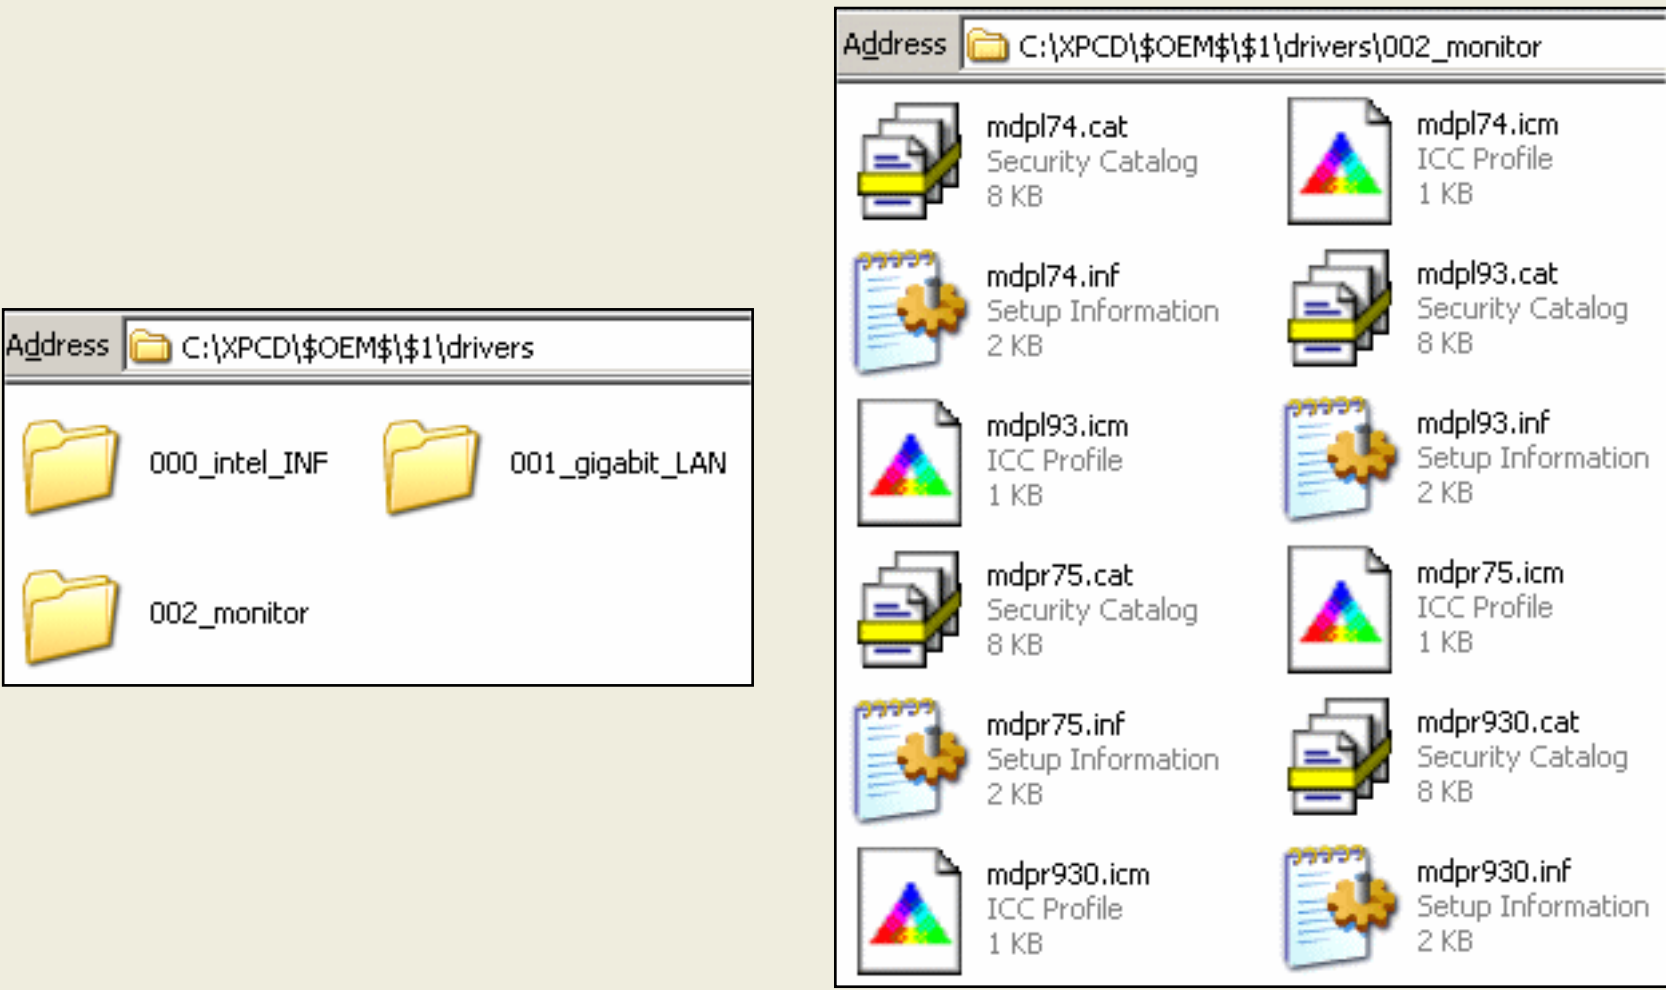 Address C:\XPCD\$OEM$\$1\drivers
000_intel_INF 001_gigabit_LAN
002_monitor
Address C:\XPCD\$OEM$\$1\drivers\002_monitor
mdpl74.cat
Security Catalog
8 KB
mdpl74.icm
ICC Profile
1 KB
mdpl74.inf
Setup Information
2 KB
mdpl93.cat
Security Catalog
8 KB
mdpl93.icm
ICC Profile
1 KB
mdpl93.inf
Setup Information
2 KB
mdpr75.cat
Security Catalog
8 KB
mdpr75.icm
ICC Profile
1 KB
mdpr75.inf
Setup Information
2 KB
mdpr930.cat
Security Catalog
8 KB
mdpr930.icm
ICC Profile
1 KB
mdpr930.inf
Setup Information
2 KB